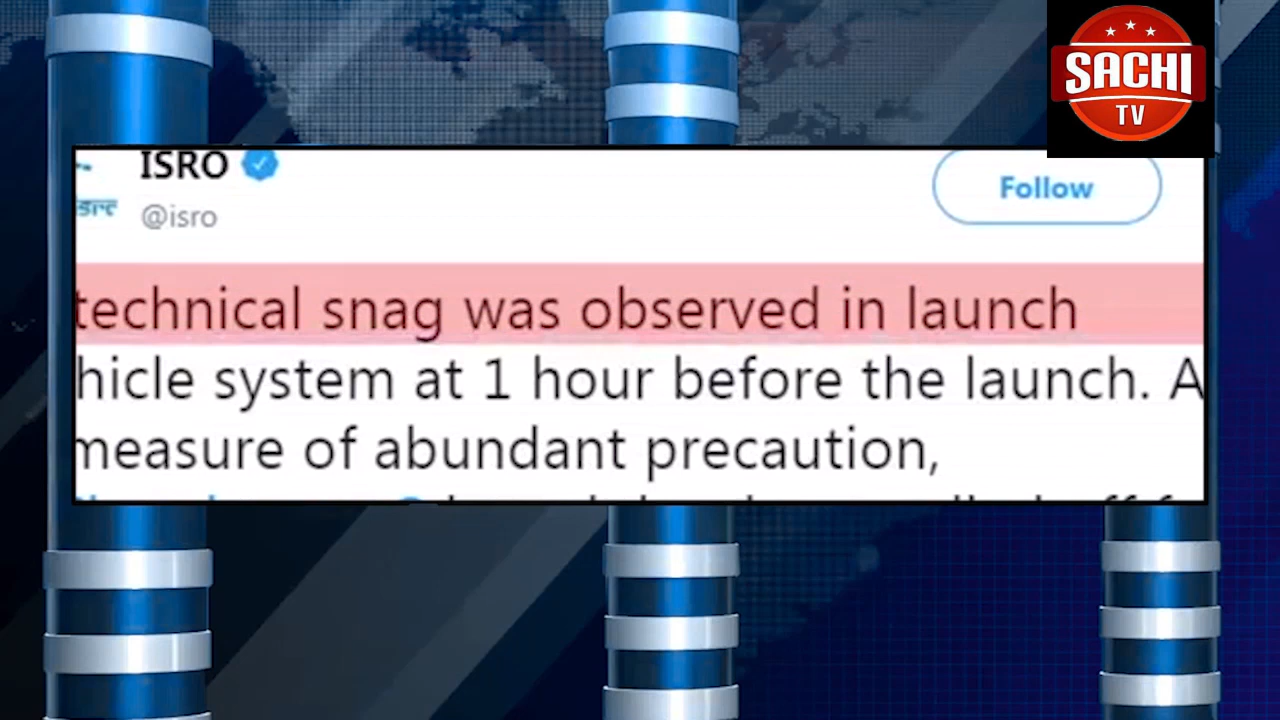 SACHI
TV
ISRO
@isro
Follow
technical snag was observed in launch
hicle system at 1 hour before the launch. A
measure of abundant precaution,